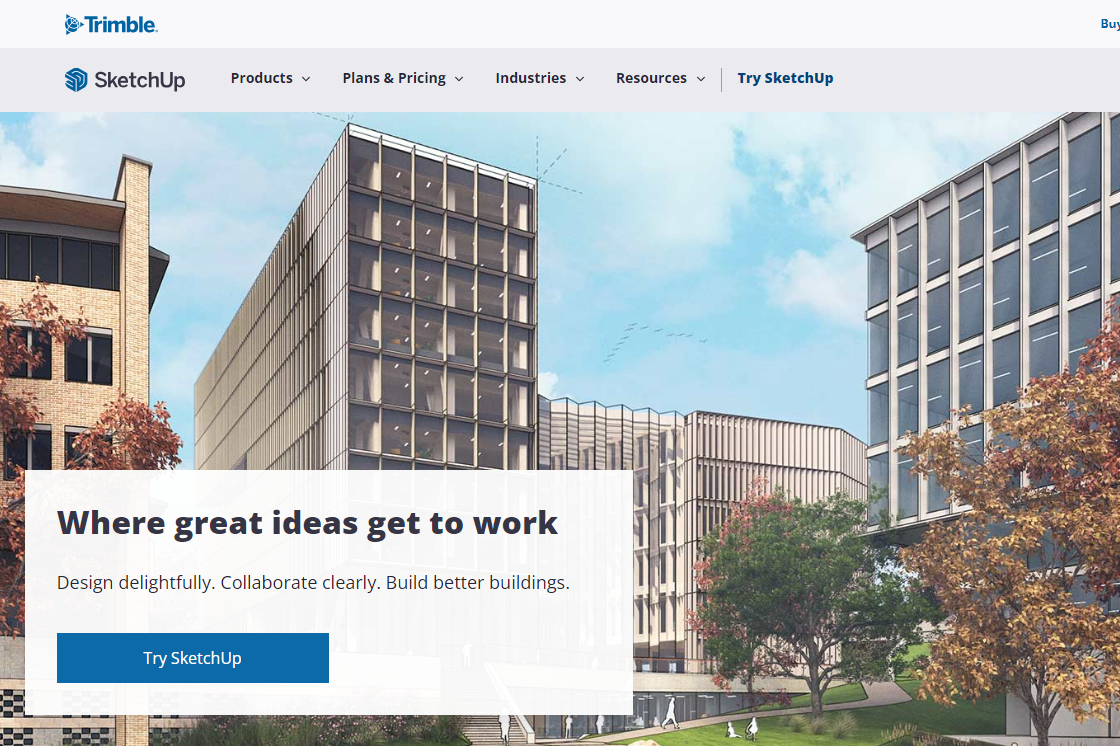 Trimble
Buy
SketchUp Products Plans & Pricing Industries Resources Try SketchUp
Where great ideas get to work
Design delightfully. Collaborate clearly. Build better buildings.
Try SketchUp